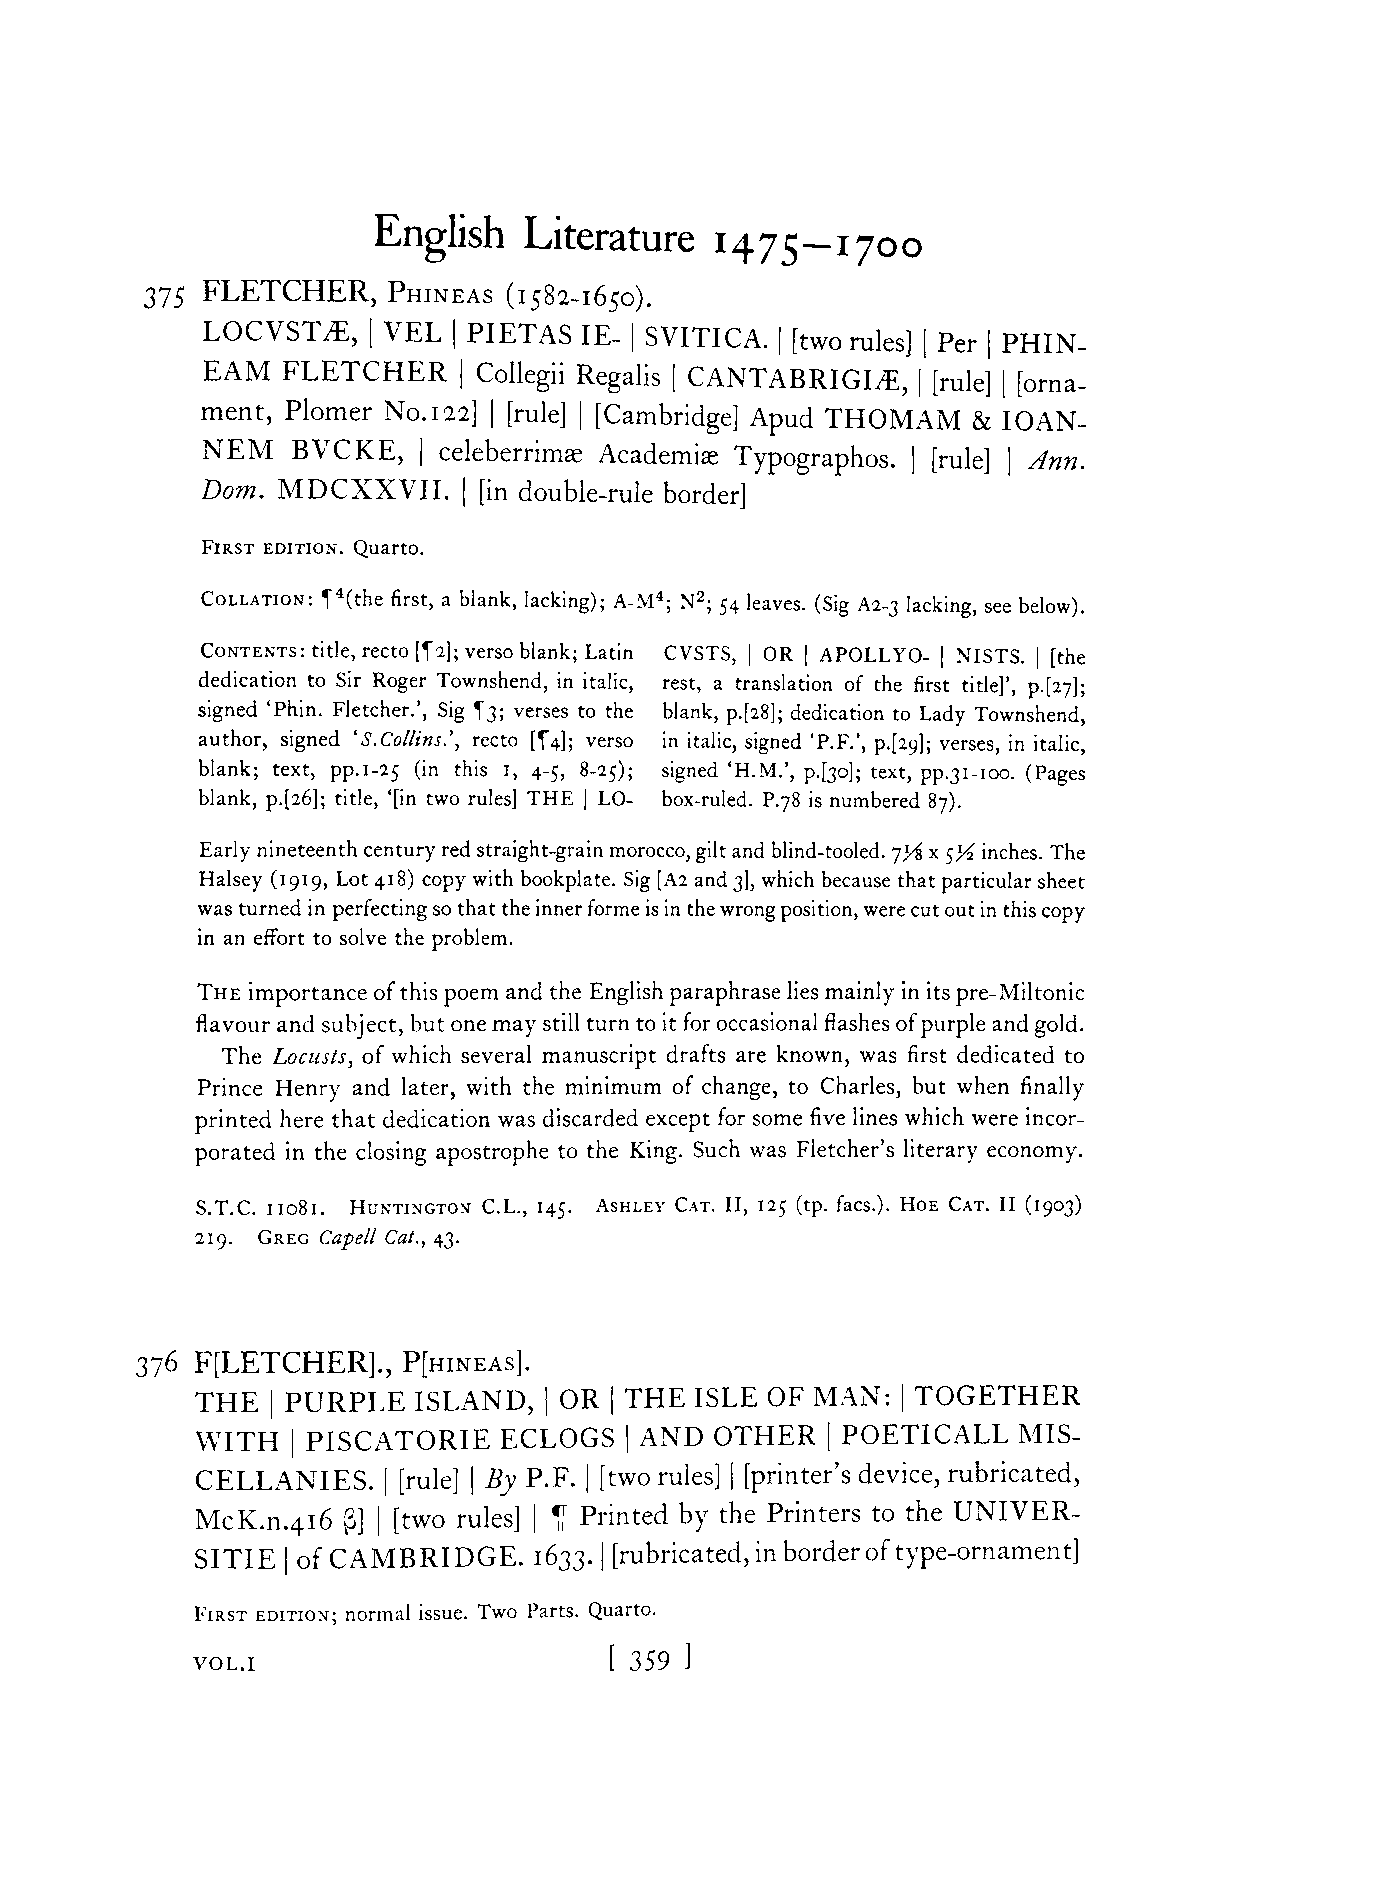 English Literature 1475–1700
375 FLETCHER, PHINEAS (1582-1650).
LOCVSTÆ, | VEL | PIETAS IE- | SVITICA. | [two rules] | Per | PHIN-
EAM FLETCHER | Collegii Regalis | CANTABRIGIÆ, | [rule] | [orna-
ment, Plomer No.122] | [rule] | [Cambridge] Apud THOMAM & IOAN-
NEM BVCKE, | celeberrimæ Academiæ Typographos. | [rule] | Ann.
Dom. MDCXXVII. | [in double-rule border]
FIRST EDITION. Quarto.
COLLATION: ¶⁴(the first, a blank, lacking); A-M⁴; N²; 54 leaves. (Sig A2-3 lacking, see below).
CONTENTS: title, recto [¶2]; verso blank; Latin
dedication to Sir Roger Townshend, in italic,
signed ‘Phin. Fletcher.’, Sig ¶3; verses to the
author, signed ‘S.Collins.’, recto [¶4]; verso
blank; text, pp.1-25 (in this 1, 4-5, 8-25);
blank, p.[26]; title, ‘[in two rules] THE | LO-
CVSTS, | OR | APOLLYO- | NISTS. | [the
rest, a translation of the first title]’, p.[27];
blank, p.[28]; dedication to Lady Townshend,
in italic, signed ‘P.F.’, p.[29]; verses, in italic,
signed ‘H.M.’, p.[30]; text, pp.31-100. (Pages
box-ruled. P.78 is numbered 87).
Early nineteenth century red straight-grain morocco, gilt and blind-tooled. 7⅛ x 5½ inches. The
Halsey (1919, Lot 418) copy with bookplate. Sig [A2 and 3], which because that particular sheet
was turned in perfecting so that the inner forme is in the wrong position, were cut out in this copy
in an effort to solve the problem.
THE importance of this poem and the English paraphrase lies mainly in its pre-Miltonic
flavour and subject, but one may still turn to it for occasional flashes of purple and gold.
The Locusts, of which several manuscript drafts are known, was first dedicated to
Prince Henry and later, with the minimum of change, to Charles, but when finally
printed here that dedication was discarded except for some five lines which were incor-
porated in the closing apostrophe to the King. Such was Fletcher’s literary economy.
S.T.C. 11081. HUNTINGTON C.L., 145. ASHLEY CAT. II, 125 (tp. facs.). HOE CAT. II (1903)
219. GREG Capell Cat., 43.
376 F[LETCHER]., P[HINEAS].
THE | PURPLE ISLAND, | OR | THE ISLE OF MAN: | TOGETHER
WITH | PISCATORIE ECLOGS | AND OTHER | POETICALL MIS-
CELLANIES. | [rule] | By P.F. | [two rules] | [printer’s device, rubricated,
McK.n.416 β] | [two rules] | ¶ Printed by the Printers to the UNIVER-
SITIE | of CAMBRIDGE. 1633. | [rubricated, in border of type-ornament]
FIRST EDITION; normal issue. Two Parts. Quarto.
VOL.I [ 359 ]